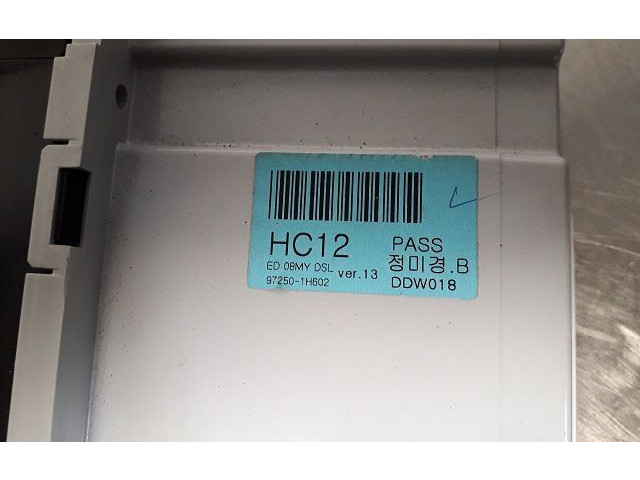 HC12
PASS
ED 08MY DSL ver.13
정미경.B
97250-1H602
DDW018